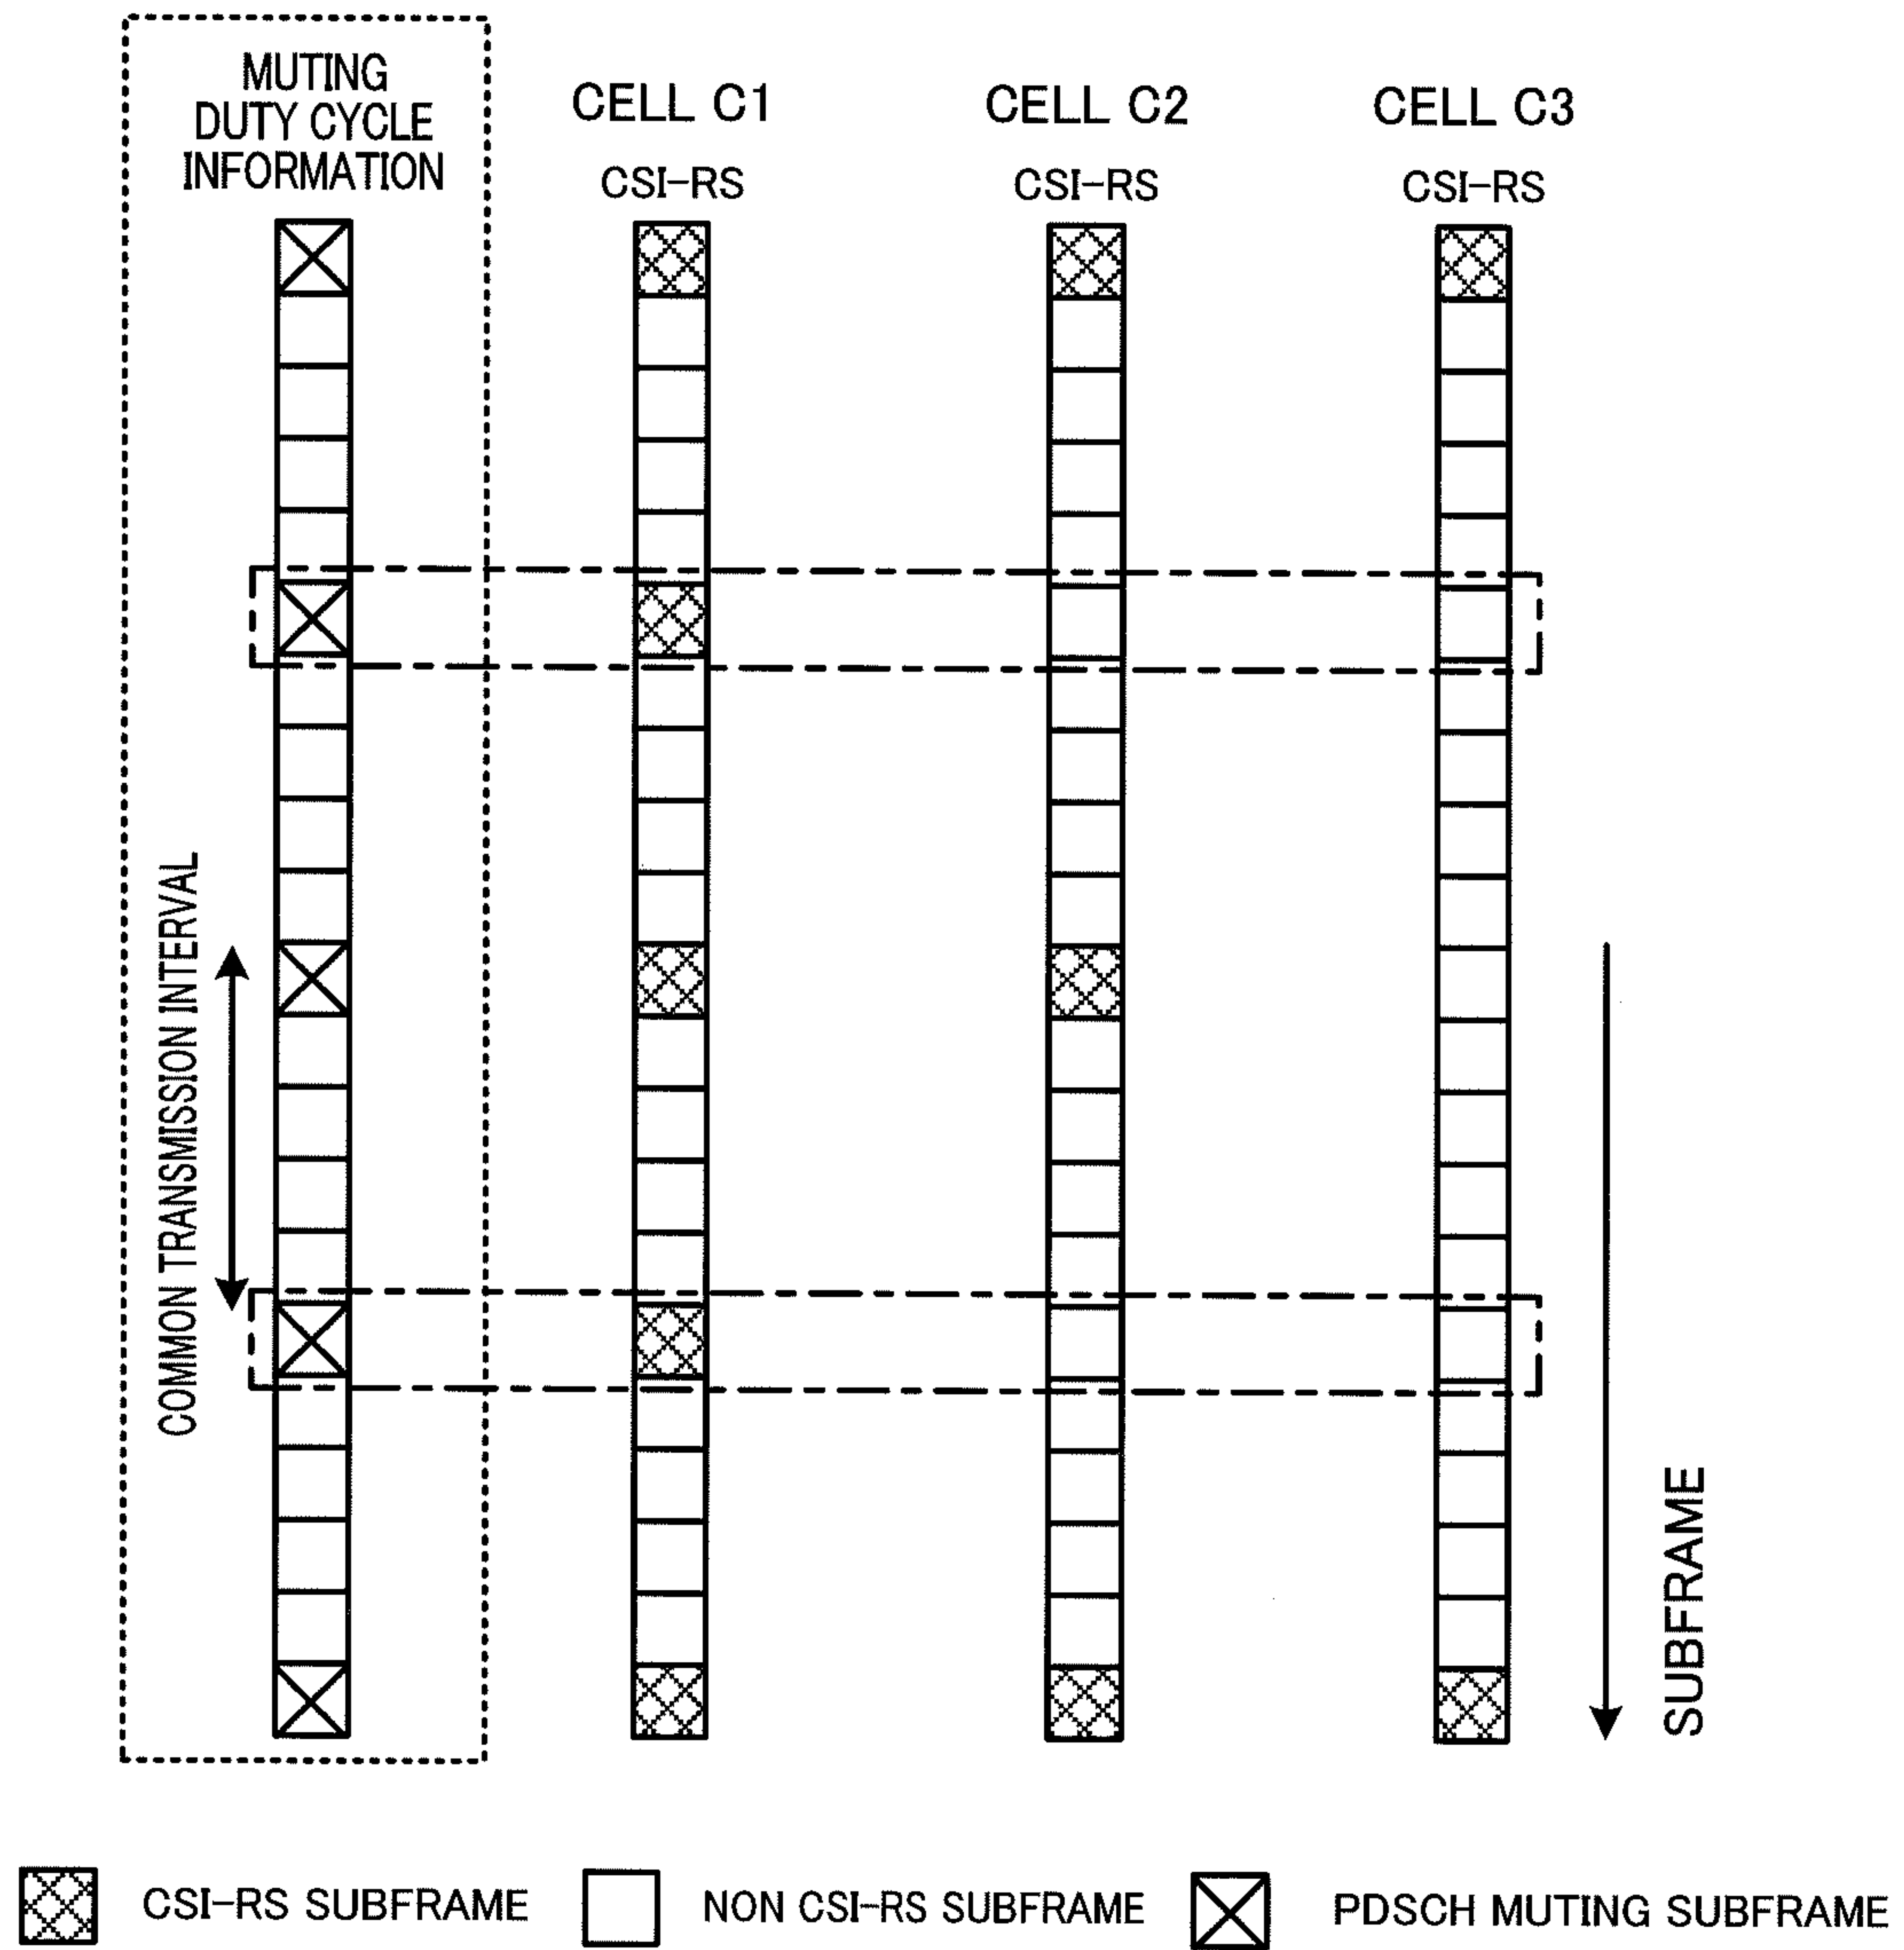 MUTING
DUTY CYCLE
INFORMATION
CELL C1
CSI-RS
CELL C2
CSI-RS
CELL C3
CSI-RS
COMMON TRANSMISSION INTERVAL
SUBFRAME
CSI-RS SUBFRAME
NON CSI-RS SUBFRAME
PDSCH MUTING SUBFRAME